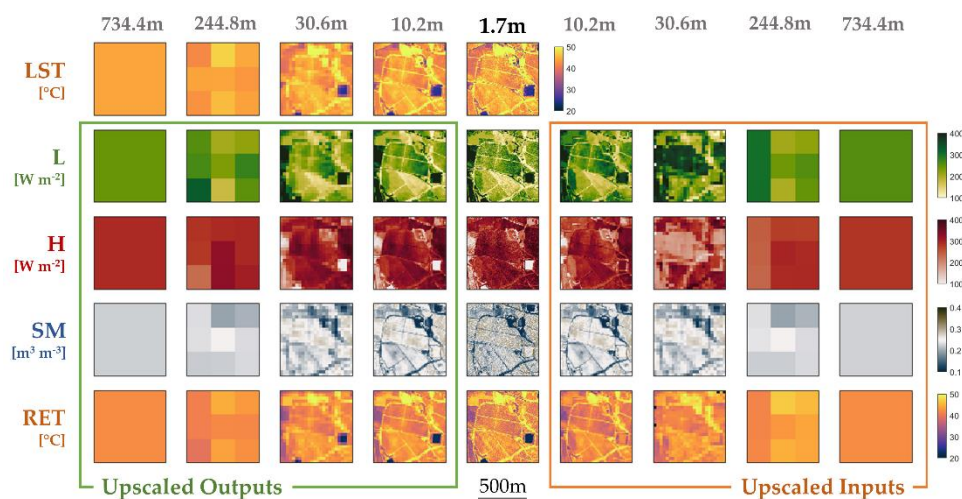 734.4m 244.8m 30.6m 10.2m 1.7m 10.2m 30.6m 244.8m 734.4m
LST
[°C]
50
40
30
20
L
[W m⁻²]
400
300
200
100
H
[W m⁻²]
400
300
200
100
SM
[m³ m⁻³]
0.4
0.3
0.2
0.1
RET
[°C]
50
40
30
20
Upscaled Outputs 500m Upscaled Inputs